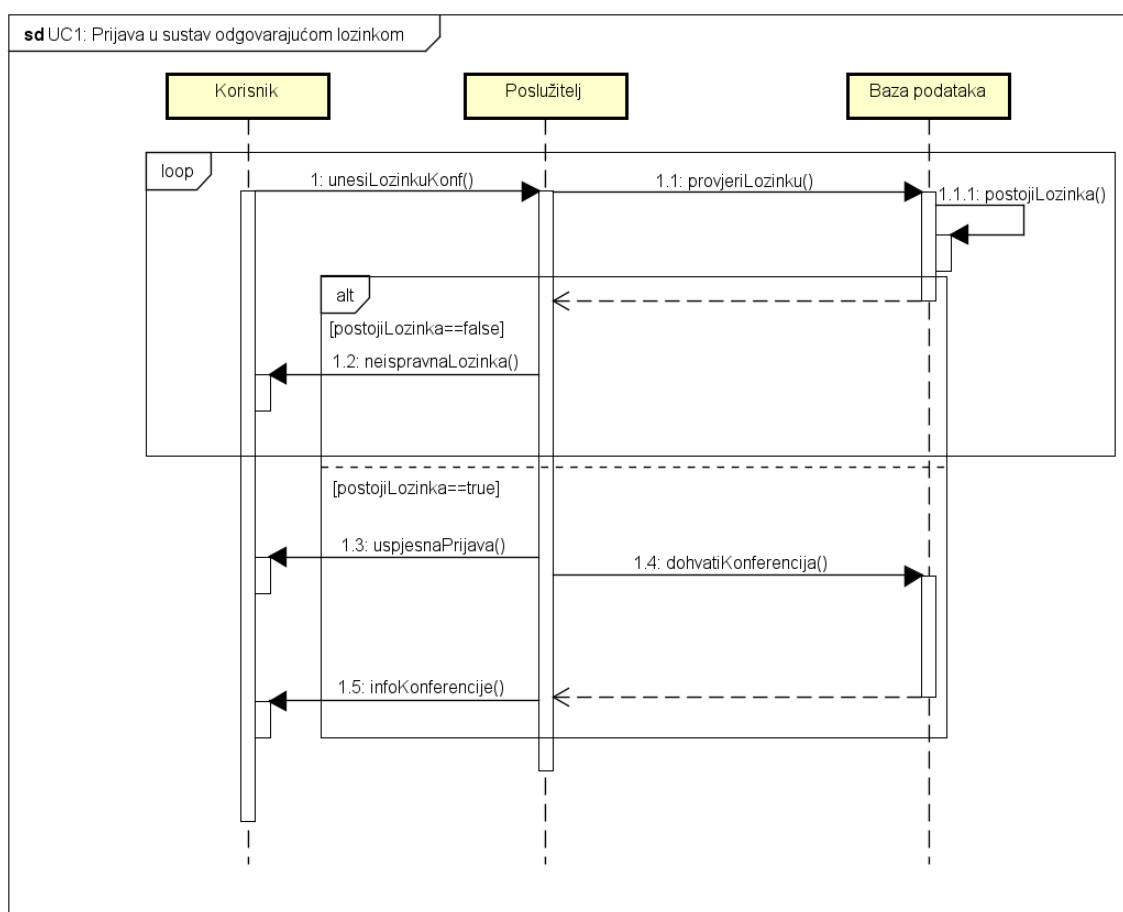 sd UC1: Prijava u sustav odgovarajućom lozinkom
Korisnik
Poslužitelj
Baza podataka
loop
1: unesiLozinkuKonf()
1.1: provjeriLozinku()
1.1.1: postojiLozinka()
alt
[postojiLozinka==false]
1.2: neispravnaLozinka()
[postojiLozinka==true]
1.3: uspjesnaPrijava()
1.4: dohvatiKonferencija()
1.5: infoKonferencije()